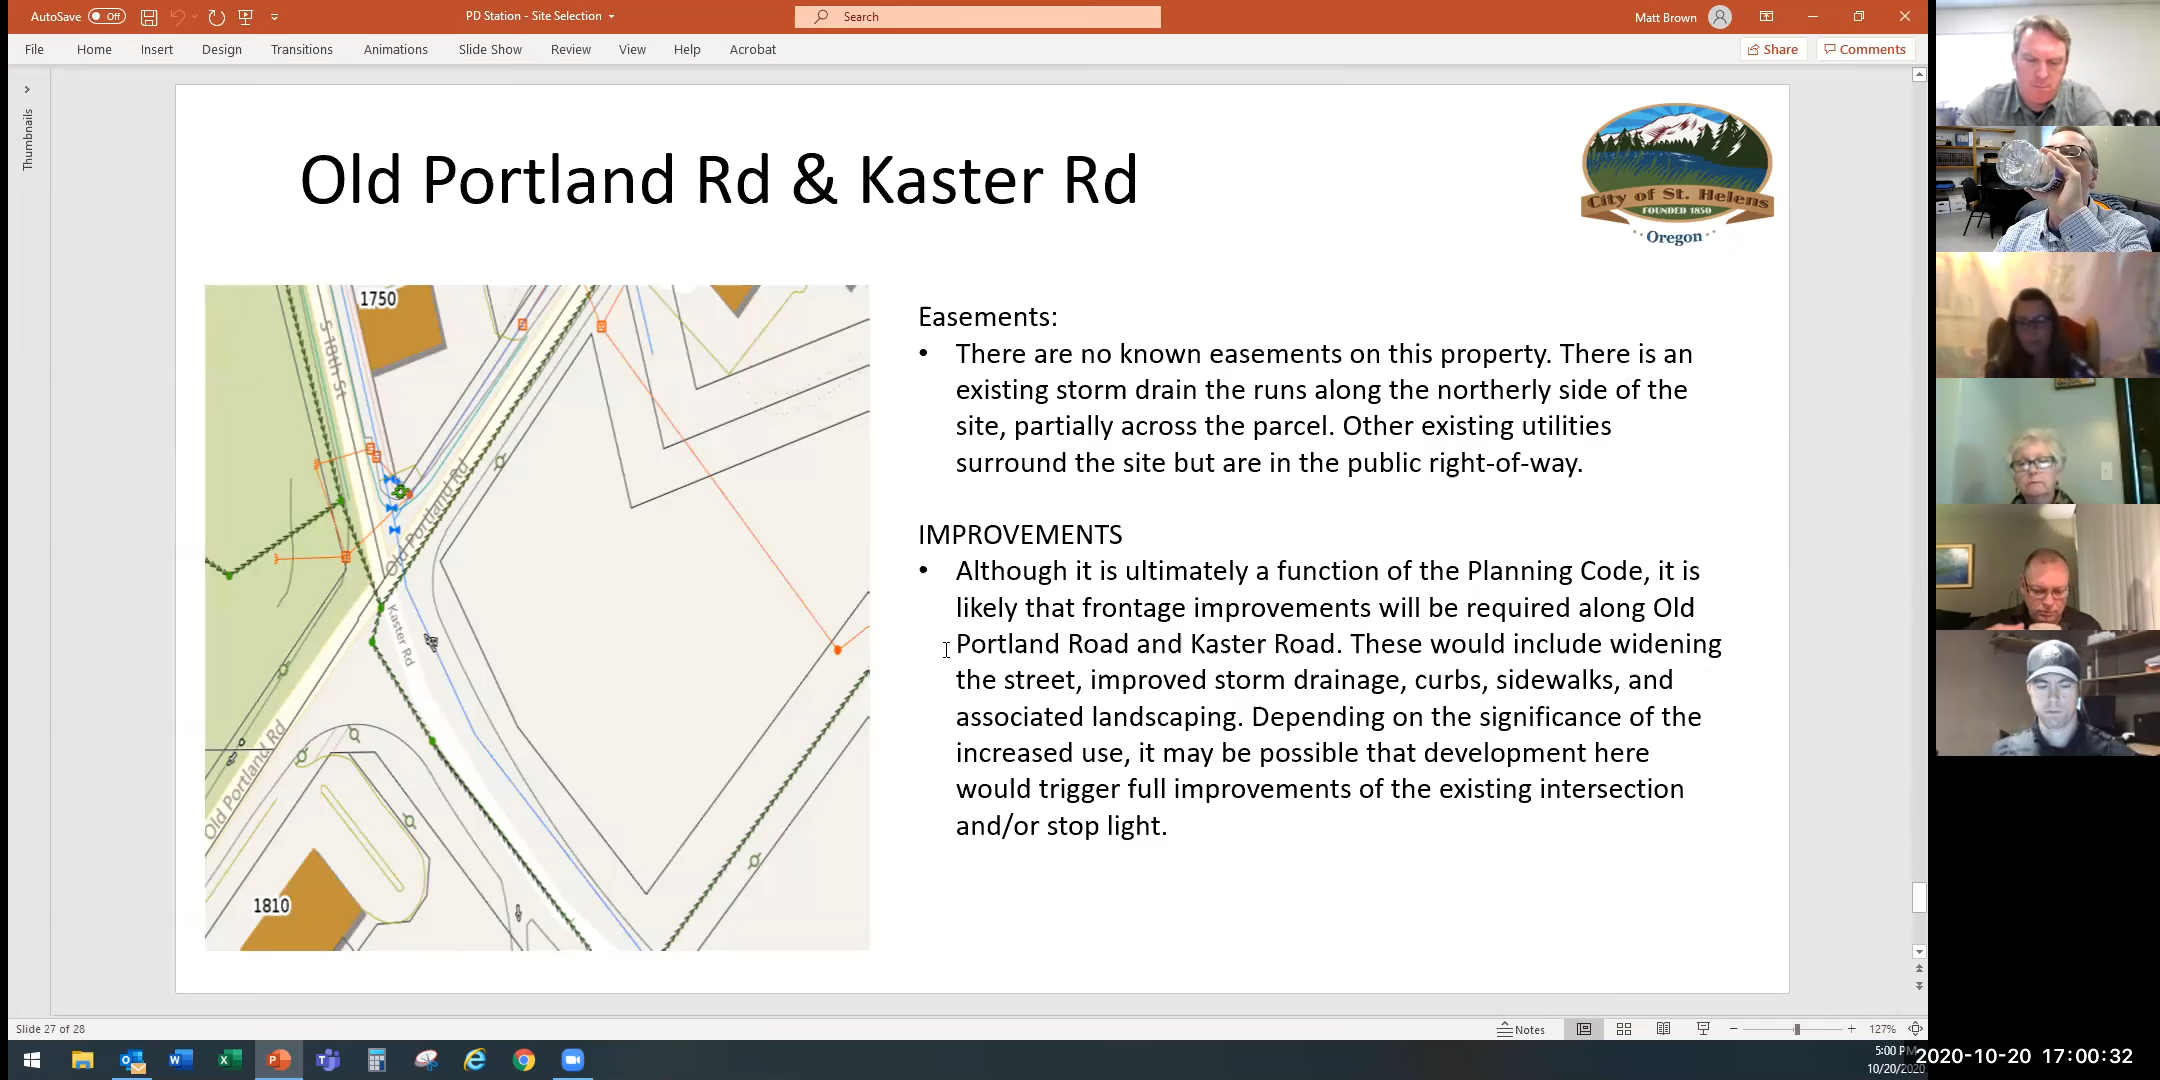 AutoSave Off
PD Station - Site Selection
Search
Matt Brown
File Home Insert Design Transitions Animations Slide Show Review View Help Acrobat
Share Comments
Thumbnails
Old Portland Rd & Kaster Rd
City of St. Helens
FOUNDED 1850
Oregon
1750
S 18th St
Old Portland Rd
Kaster Rd
Old Portland Rd
1810
Easements:
• There are no known easements on this property. There is an
existing storm drain the runs along the northerly side of the
site, partially across the parcel. Other existing utilities
surround the site but are in the public right-of-way.
IMPROVEMENTS
• Although it is ultimately a function of the Planning Code, it is
likely that frontage improvements will be required along Old
Portland Road and Kaster Road. These would include widening
the street, improved storm drainage, curbs, sidewalks, and
associated landscaping. Depending on the significance of the
increased use, it may be possible that development here
would trigger full improvements of the existing intersection
and/or stop light.
Slide 27 of 28
Notes
127%
5:00 PM
10/20/2020
2020-10-20 17:00:32